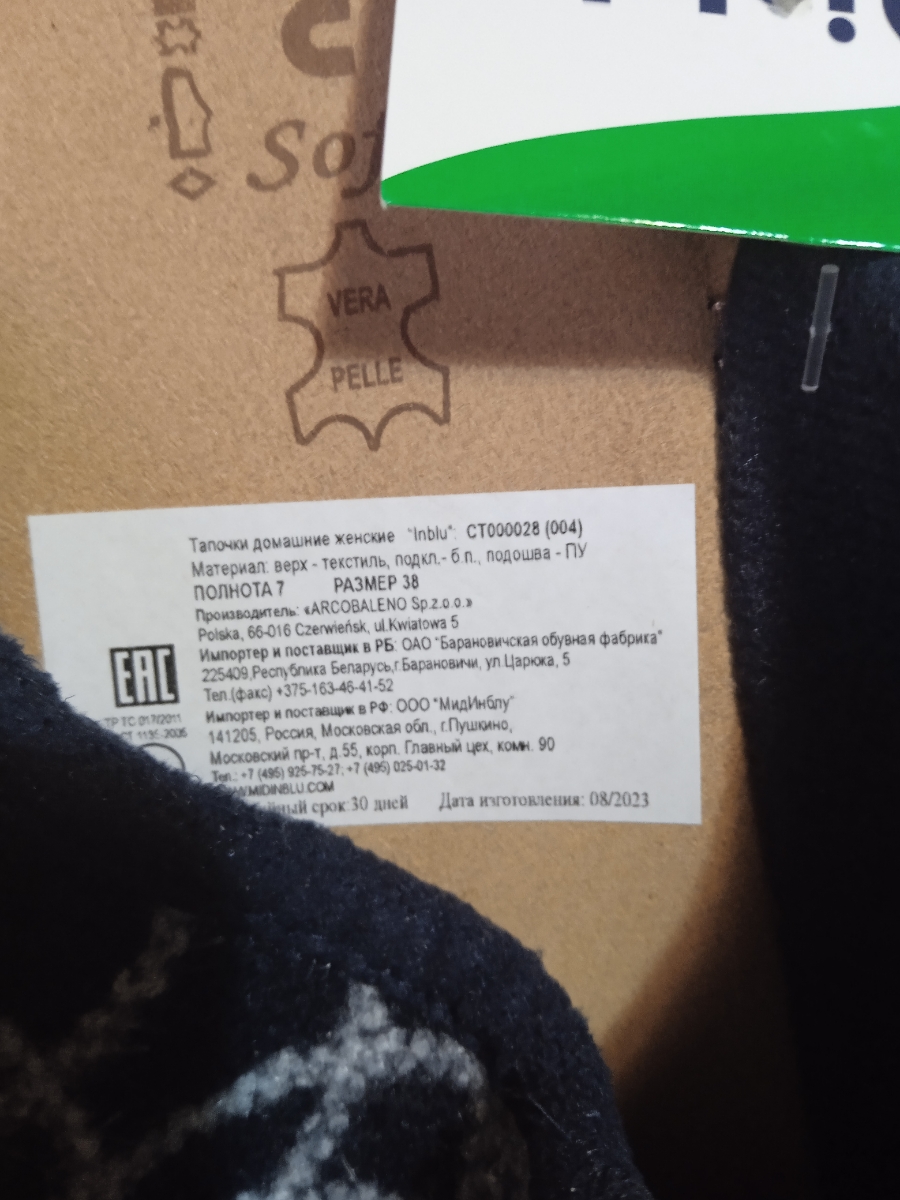 VERA
PELLE
Тапочки домашние женские "Inblu": СТ000028 (004)
Материал: верх - текстиль, подкл.- б.п., подошва - ПУ
ПОЛНОТА 7 РАЗМЕР 38
Производитель: «ARCOBALENO Sp.z.o.o.»
Polska, 66-016 Czerwieńsk, ul.Kwiatowa 5
Импортер и поставщик в РБ: ОАО "Барановичская обувная фабрика"
225409,Республика Беларусь,г.Барановичи, ул.Царюка, 5
Тел.(факс) +375-163-46-41-52
Импортер и поставщик в РФ: ООО "МидИнблу"
141205, Россия, Московская обл., г.Пушкино,
Московский пр-т, д.55, корп. Главный цех, комн. 90
Тел.: +7 (495) 925-75-27; +7 (495) 025-01-32
срок:30 дней Дата изготовления: 08/2023
EAC
ТР ТС 017/2011
1135-2005